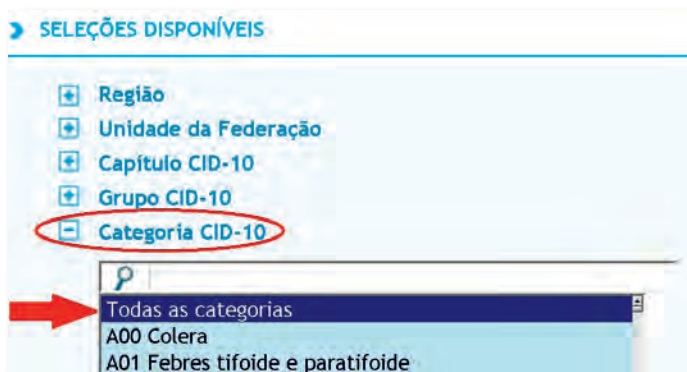 SELEÇÕES DISPONÍVEIS
Região
Unidade da Federação
Capítulo CID-10
Grupo CID-10
Categoria CID-10
Todas as categorias
A00 Colera
A01 Febres tifoide e paratifoide